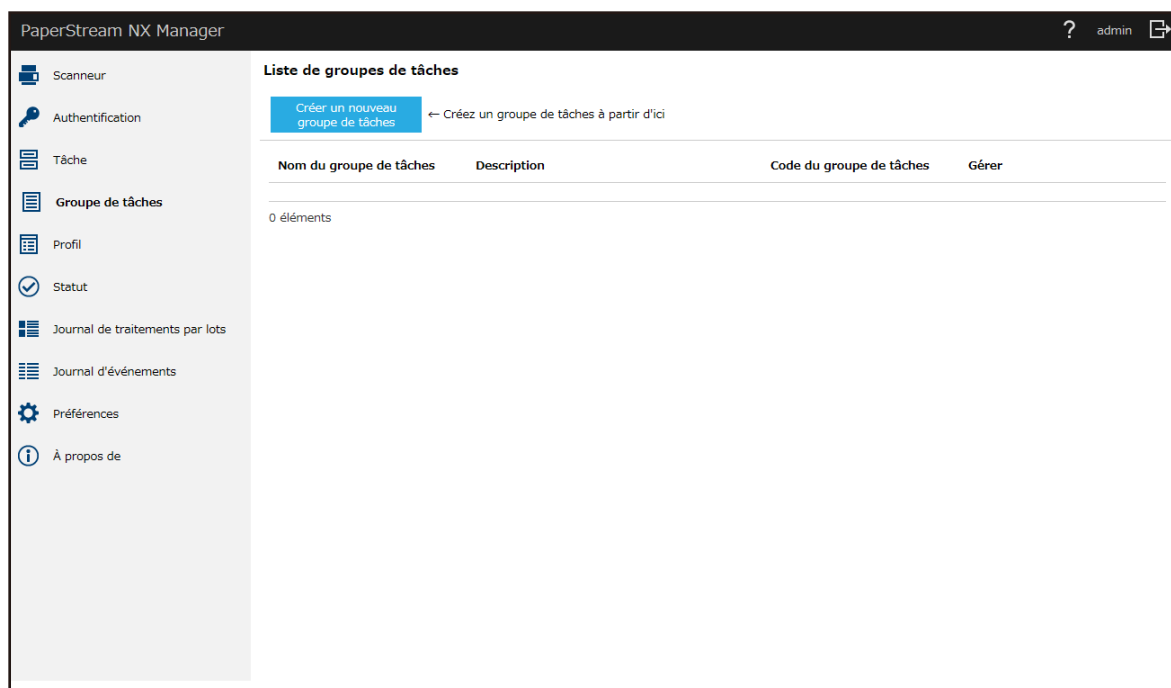 PaperStream NX Manager
? admin
Scanneur
Authentification
Tâche
Groupe de tâches
Profil
Statut
Journal de traitements par lots
Journal d'événements
Préférences
À propos de
Liste de groupes de tâches
Créer un nouveau
groupe de tâches
← Créez un groupe de tâches à partir d'ici
Nom du groupe de tâches Description Code du groupe de tâches Gérer
0 éléments